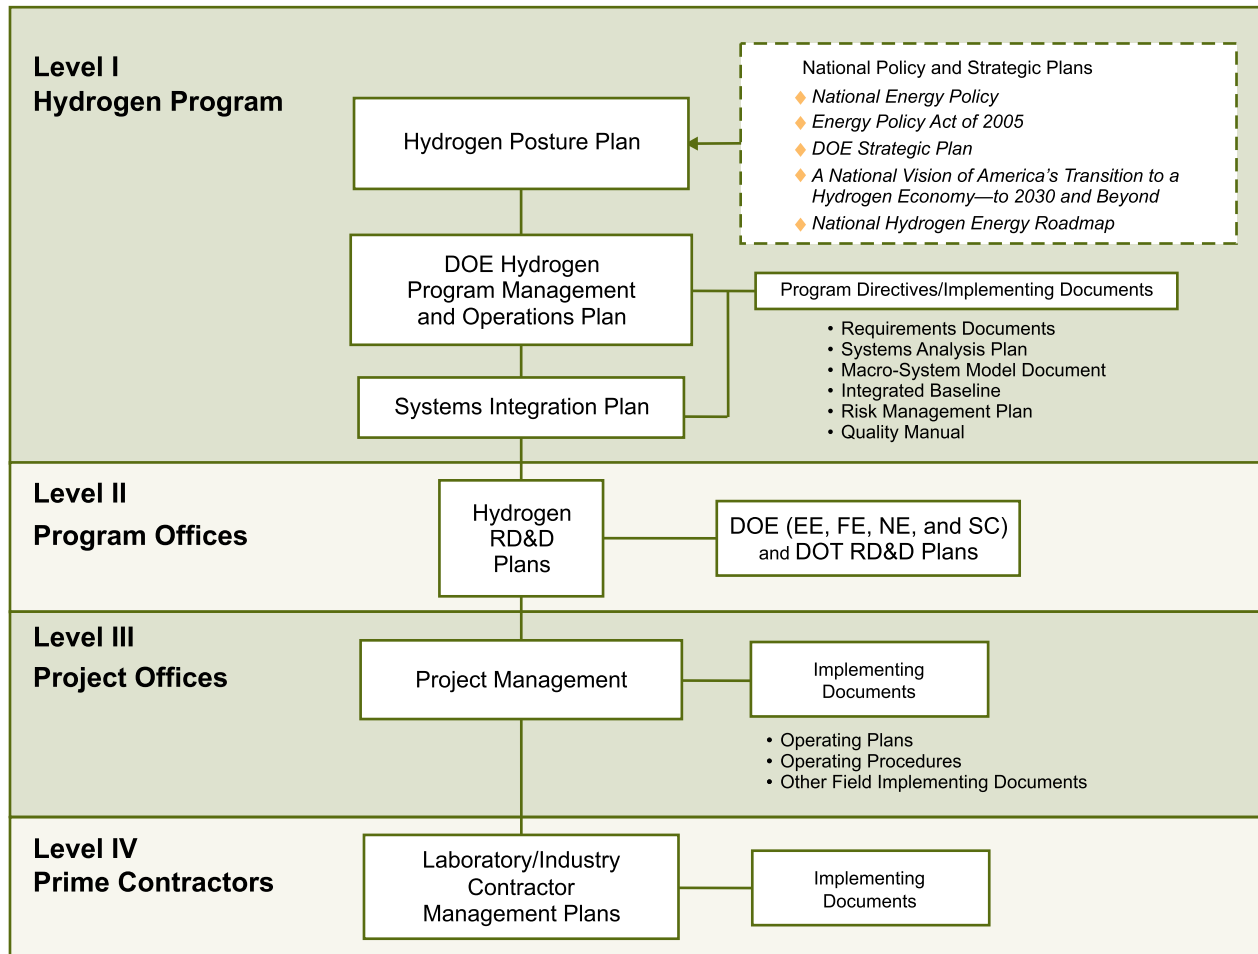 Level I
Hydrogen Program
Hydrogen Posture Plan
National Policy and Strategic Plans
National Energy Policy
Energy Policy Act of 2005
DOE Strategic Plan
A National Vision of America’s Transition to a
Hydrogen Economy—to 2030 and Beyond
National Hydrogen Energy Roadmap
DOE Hydrogen
Program Management
and Operations Plan
Program Directives/Implementing Documents
• Requirements Documents
• Systems Analysis Plan
• Macro-System Model Document
• Integrated Baseline
• Risk Management Plan
• Quality Manual
Systems Integration Plan
Level II
Program Offices
Hydrogen
RD&D
Plans
DOE (EE, FE, NE, and SC)
and DOT RD&D Plans
Level III
Project Offices
Project Management
Implementing
Documents
• Operating Plans
• Operating Procedures
• Other Field Implementing Documents
Level IV
Prime Contractors
Laboratory/Industry
Contractor
Management Plans
Implementing
Documents